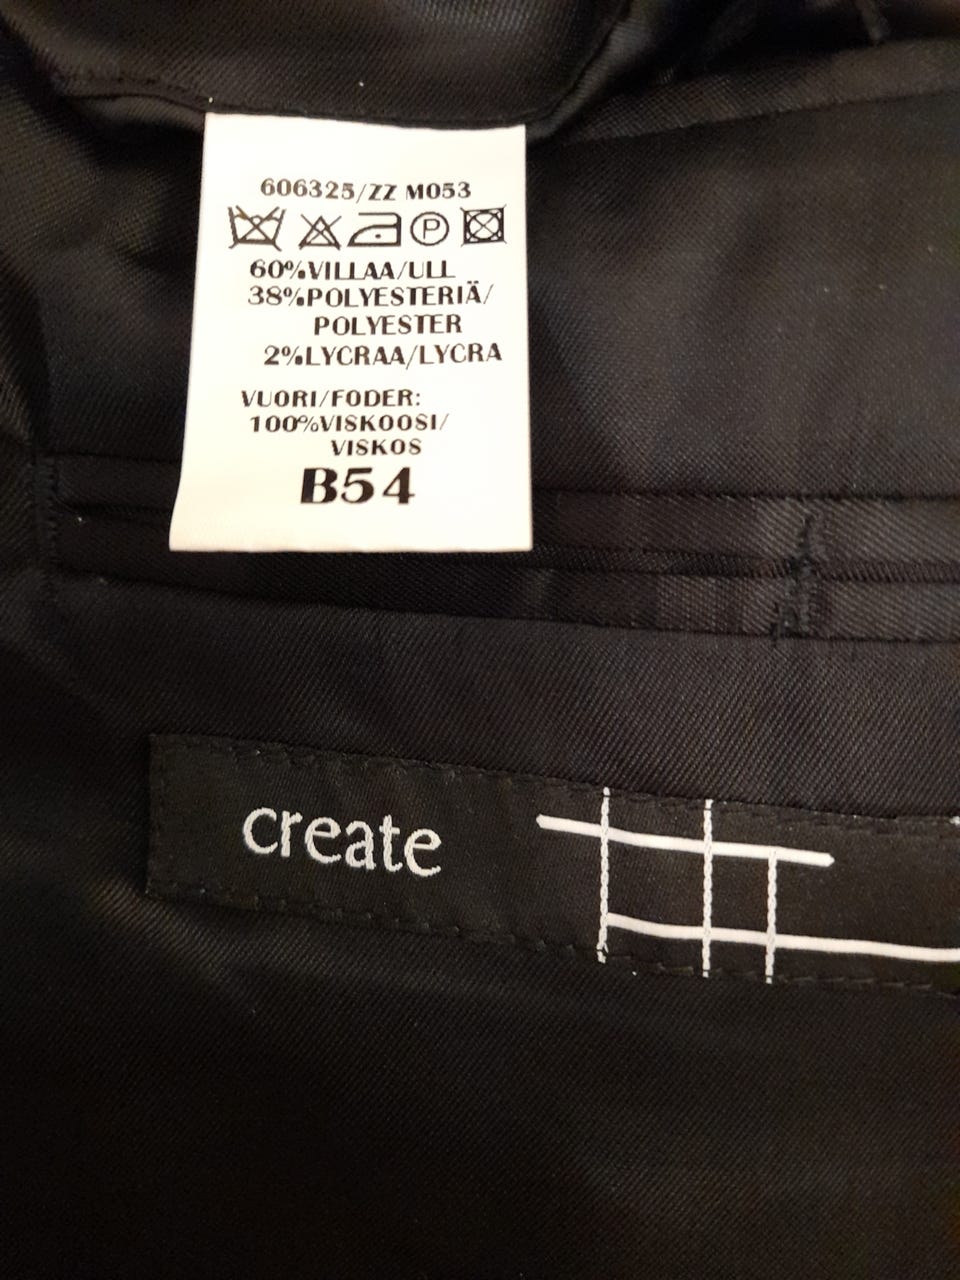 606325/ZZ M053
P
60%VILLAA/ULL
38%POLYESTERIÄ/
POLYESTER
2%LYCRAA/LYCRA
VUORI/FODER:
100%VISKOOSI/
VISKOS
B54
create